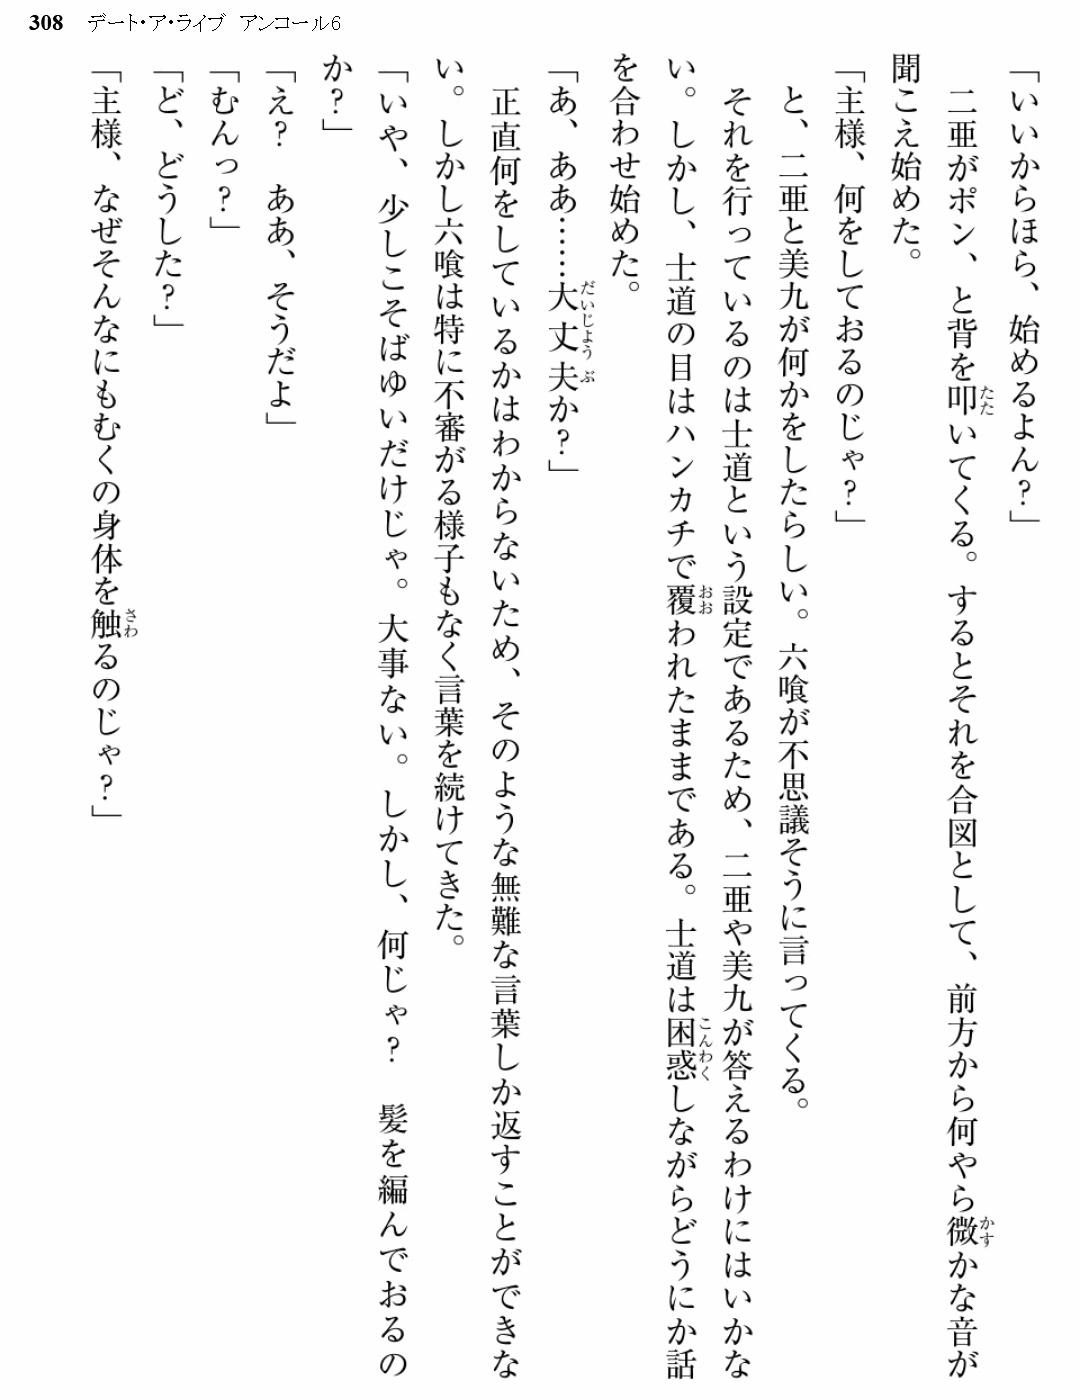 308 デート・ア・ライブ アンコール6
「いいからほら、始めるよん？」
二亜がポン、と背を叩いてくる。するとそれを合図として、前方から何やら微かな音が
聞こえ始めた。
「主様、何をしておるのじゃ？」
と、二亜と美九が何かをしたらしい。六喰が不思議そうに言ってくる。
それを行っているのは士道という設定であるため、二亜や美九が答えるわけにはいかな
い。しかし、士道の目はハンカチで覆われたままである。士道は困惑しながらどうにか話
を合わせ始めた。
「あ、ああ……大丈夫か？」
正直何をしているかはわからないため、そのような無難な言葉しか返すことができな
い。しかし六喰は特に不審がる様子もなく言葉を続けてきた。
「いや、少しこそばゆいだけじゃ。大事ない。しかし、何じゃ？　髪を編んでおるの
か？」
「え？　ああ、そうだよ」
「むんっ？」
「ど、どうした？」
「主様、なぜそんなにもむくの身体を触るのじゃ？」